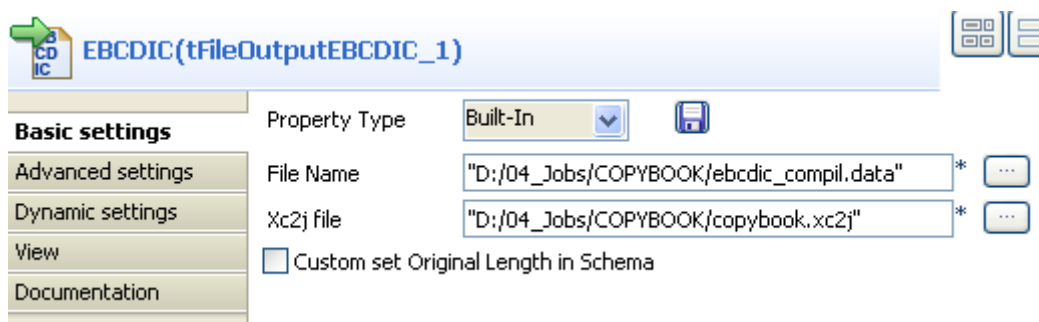 EBCDIC(tFileOutputEBCDIC_1)
Basic settings
Advanced settings
Dynamic settings
View
Documentation
Property Type Built-In
File Name "D:/04_Jobs/COPYBOOK/ebcdic_compil.data" * ...
Xc2j file "D:/04_Jobs/COPYBOOK/copybook.xc2j" * ...
Custom set Original Length in Schema